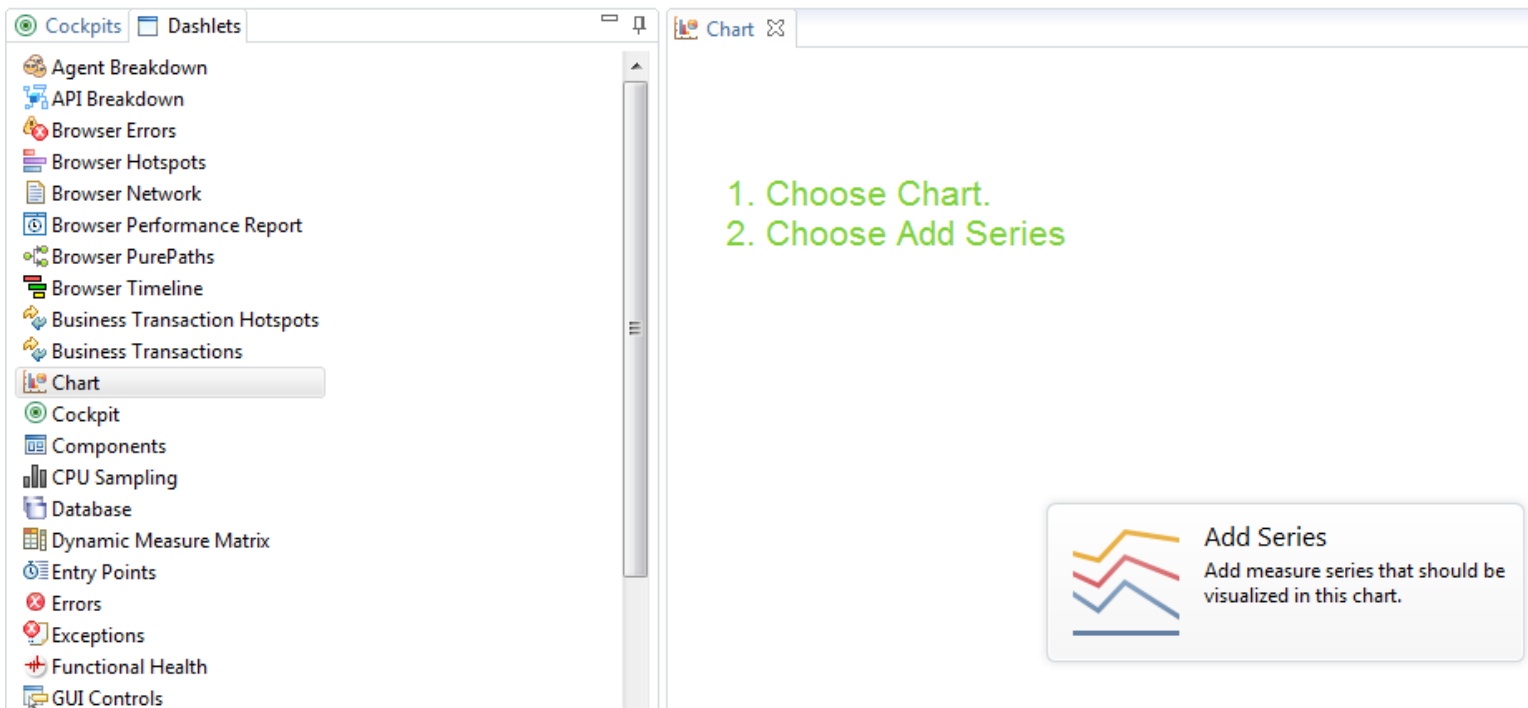 Cockpits
Dashlets
Agent Breakdown
API Breakdown
Browser Errors
Browser Hotspots
Browser Network
Browser Performance Report
Browser PurePaths
Browser Timeline
Business Transaction Hotspots
Business Transactions
Chart
Cockpit
Components
CPU Sampling
Database
Dynamic Measure Matrix
Entry Points
Errors
Exceptions
Functional Health
GUI Controls
Chart
1. Choose Chart.
2. Choose Add Series
Add Series
Add measure series that should be
visualized in this chart.